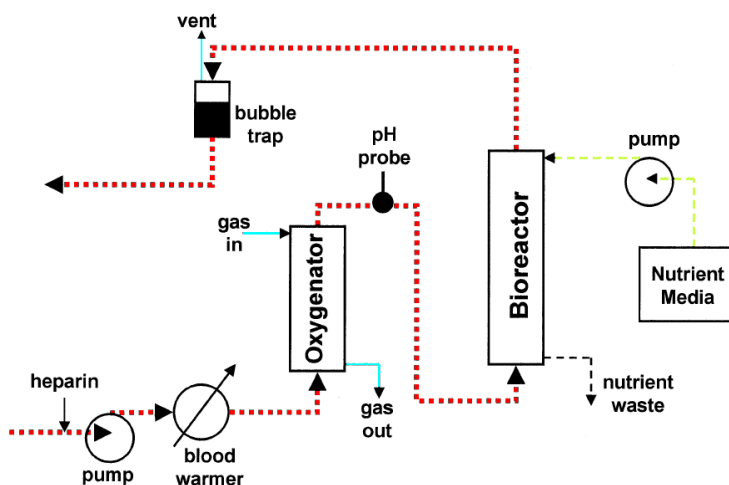 vent
bubble
trap
pH
probe
pump
gas
in
Oxygenator
Bioreactor
Nutrient
Media
heparin
pump
blood
warmer
gas
out
nutrient
waste